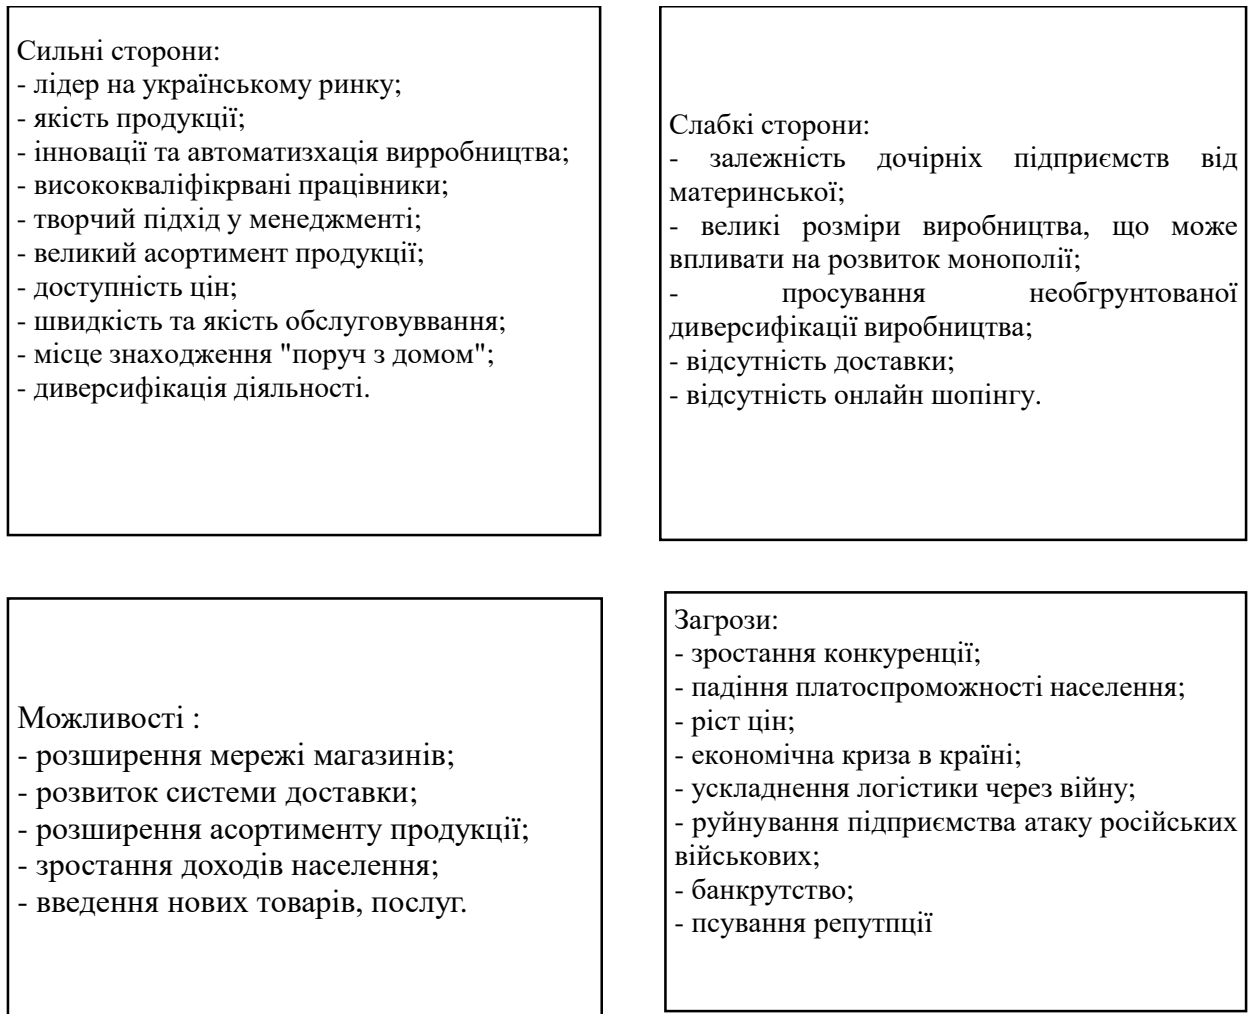 Сильні сторони:
- лідер на українському ринку;
- якість продукції;
- інновації та автоматизхація вирробництва;
- висококваліфікрвані працівники;
- творчий підхід у менеджменті;
- великий асортимент продукції;
- доступність цін;
- швидкість та якість обслуговуввання;
- місце знаходження "поруч з домом";
- диверсифікація діяльності.
Слабкі сторони:
- залежність дочірніх підприємств від
материнської;
- великі розміри виробництва, що може
впливати на розвиток монополії;
- просування необгрунтованої
диверсифікації виробництва;
- відсутність доставки;
- відсутність онлайн шопінгу.
Можливості :
- розширення мережі магазинів;
- розвиток системи доставки;
- розширення асортименту продукції;
- зростання доходів населення;
- введення нових товарів, послуг.
Загрози:
- зростання конкуренції;
- падіння платоспроможності населення;
- ріст цін;
- економічна криза в країні;
- ускладнення логістики через війну;
- руйнування підприємства атаку російських
військових;
- банкрутство;
- псування репутпції